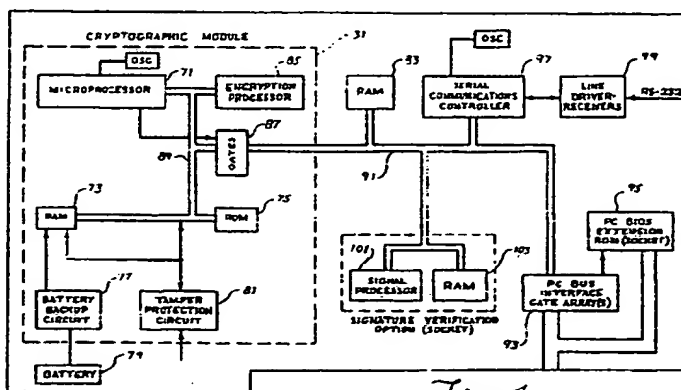 CRYPTOGRAPHIC MODULE
31
OSC
71
MICROPROCESSOR
85
ENCRYPTION
PROCESSOR
87
GATES
89
73
RAM
75
ROM
77
BATTERY
BACKUP
CIRCUIT
TAMPER
PROTECTION
CIRCUIT
79
BATTERY
RAM
OSC
97
SERIAL
COMMUNICATIONS
CONTROLLER
99
LINE
DRIVER-
RECEIVERS
RS-232
91
101
SIGNAL
PROCESSOR
103
RAM
SIGNATURE VERIFICATION
OPTION (SOCKET)
95
PC BIOS
EXTENSION
ROM (SOCKET)
PC BUS
INTERFACE
GATE ARRAY(S)
93